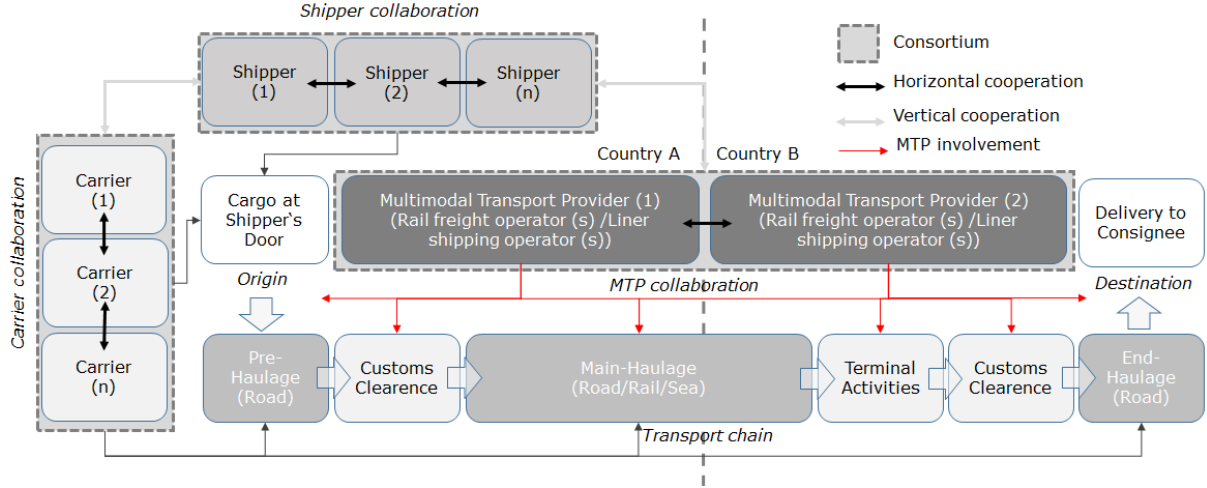 Shipper collaboration
Shipper
(1)
Shipper
(2)
Shipper
(n)
Consortium
Horizontal cooperation
Vertical cooperation
MTP involvement
Country A
Country B
Carrier collaboration
Carrier
(1)
Carrier
(2)
Carrier
(n)
Cargo at
Shipper‘s
Door
Multimodal Transport Provider (1)
(Rail freight operator (s) /Liner
shipping operator (s))
Multimodal Transport Provider (2)
(Rail freight operator (s) /Liner
shipping operator (s))
Delivery to
Consignee
Origin
MTP collaboration
Destination
Pre-
Haulage
(Road)
Customs
Clearence
Main-Haulage
(Road/Rail/Sea)
Terminal
Activities
Customs
Clearence
End-
Haulage
(Road)
Transport chain